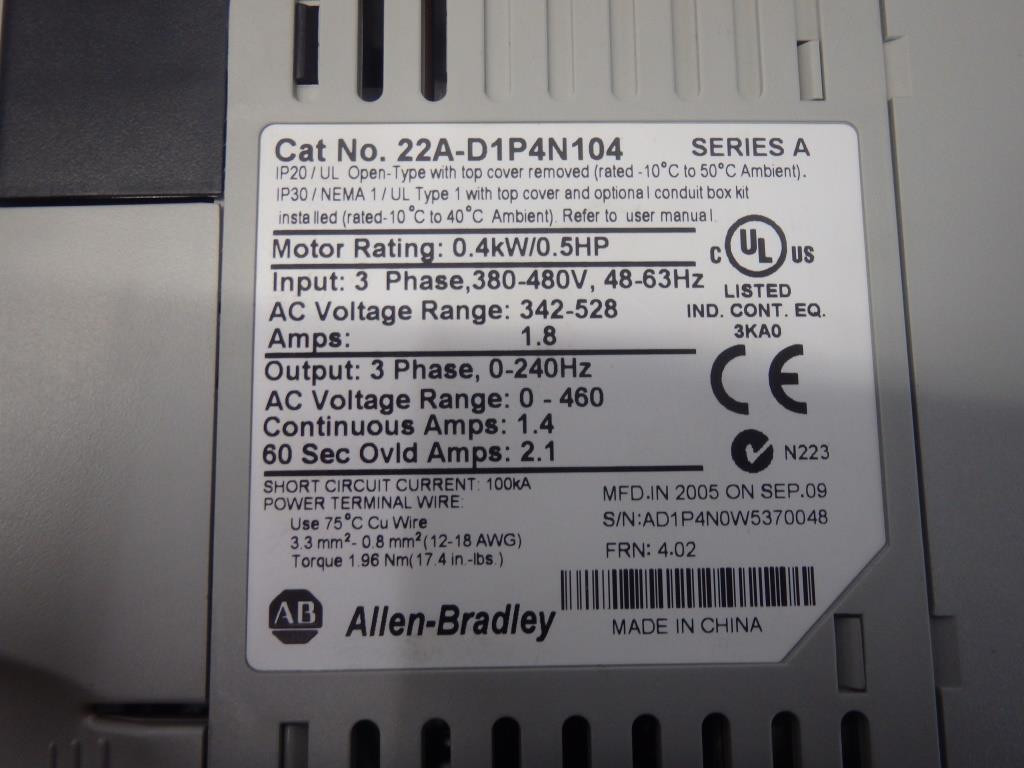 Cat No. 22A-D1P4N104 SERIES A
IP20 / UL Open-Type with top cover removed (rated -10°C to 50°C Ambient).
IP30 / NEMA 1 / UL Type 1 with top cover and optional conduit box kit
installed (rated-10°C to 40°C Ambient). Refer to user manual.
Motor Rating: 0.4kW/0.5HP
C UL US
Input: 3 Phase,380-480V, 48-63Hz
LISTED
AC Voltage Range: 342-528
IND. CONT. EQ.
Amps: 1.8
3KA0
CE
Output: 3 Phase, 0-240Hz
AC Voltage Range: 0 - 460
Continuous Amps: 1.4
60 Sec Ovld Amps: 2.1
N223
SHORT CIRCUIT CURRENT: 100kA
POWER TERMINAL WIRE:
Use 75°C Cu Wire
3.3 mm²- 0.8 mm²(12-18 AWG)
Torque 1.96 Nm(17.4 in.-lbs.)
MFD.IN 2005 ON SEP.09
S/N:AD1P4N0W5370048
FRN: 4.02
AB Allen-Bradley
MADE IN CHINA